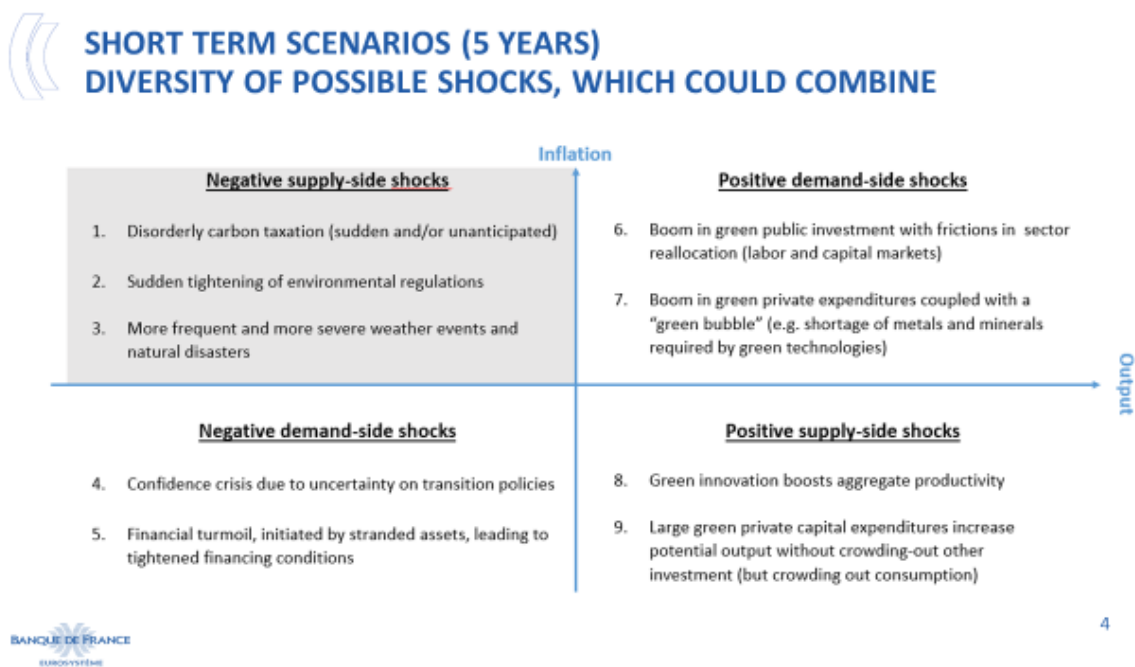 SHORT TERM SCENARIOS (5 YEARS)
DIVERSITY OF POSSIBLE SHOCKS, WHICH COULD COMBINE
Inflation
Negative supply-side shocks
1. Disorderly carbon taxation (sudden and/or unanticipated)
2. Sudden tightening of environmental regulations
3. More frequent and more severe weather events and
natural disasters
Positive demand-side shocks
6. Boom in green public investment with frictions in sector
reallocation (labor and capital markets)
7. Boom in green private expenditures coupled with a
“green bubble” (e.g. shortage of metals and minerals
required by green technologies)
Output
Negative demand-side shocks
4. Confidence crisis due to uncertainty on transition policies
5. Financial turmoil, initiated by stranded assets, leading to
tightened financing conditions
Positive supply-side shocks
8. Green innovation boosts aggregate productivity
9. Large green private capital expenditures increase
potential output without crowding-out other
investment (but crowding out consumption)
4
BANQUE DE FRANCE
EUROSYSTÈME